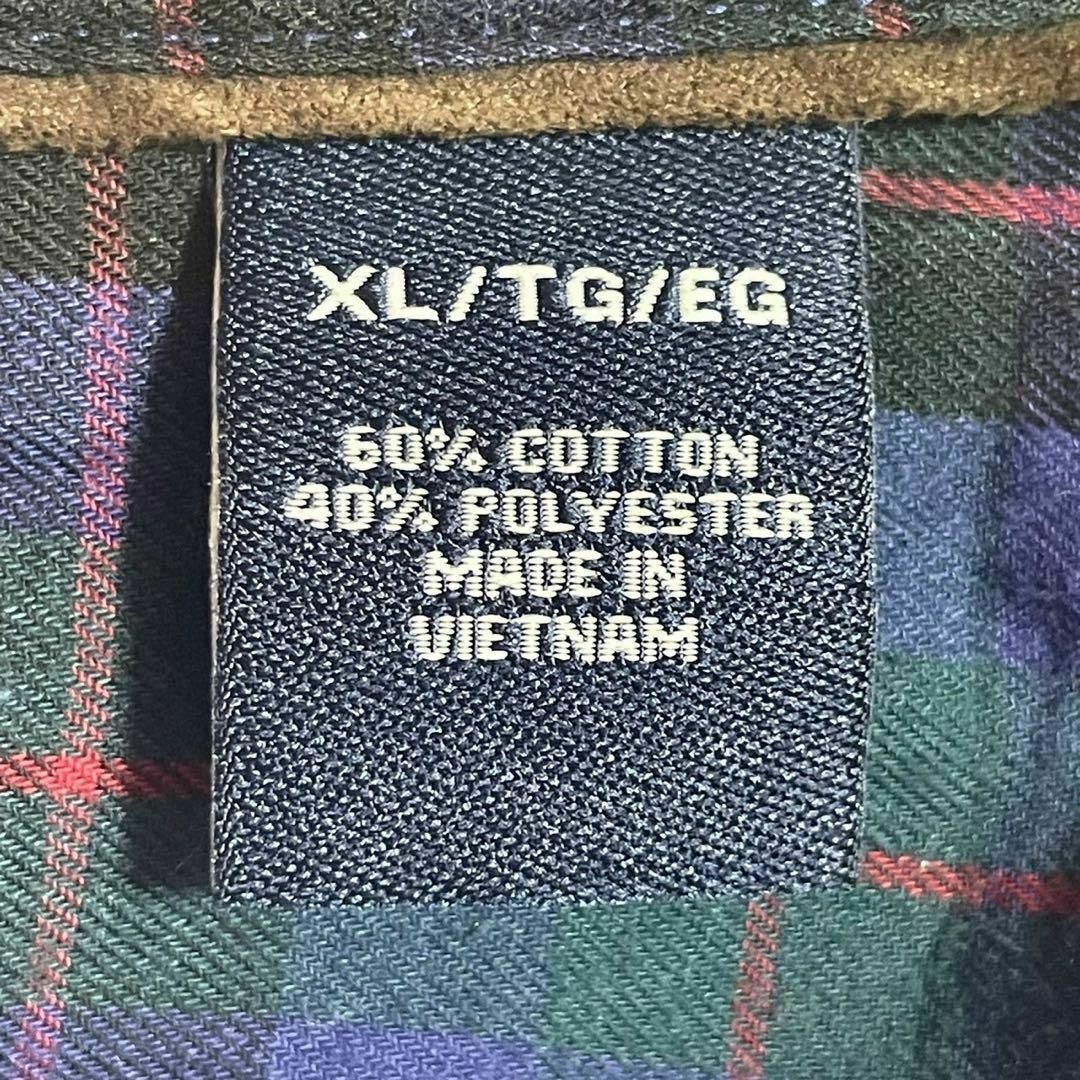 XL/TG/EG
60% COTTON
40% POLYESTER
MADE IN
VIETNAM